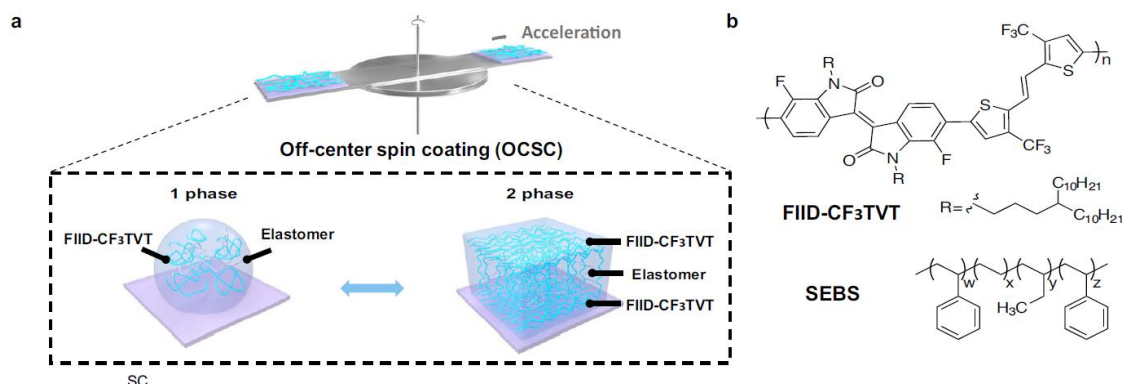 a
Acceleration
Off-center spin coating (OCSC)
1 phase
2 phase
FIID-CF₃TVT
Elastomer
FIID-CF₃TVT
Elastomer
FIID-CF₃TVT
SC
b
F₃C
S
n
R
F
N
O
S
CF₃
O
N
F
R
C₁₀H₂₁
FIID-CF₃TVT
R=
s
C₁₀H₂₁
SEBS
w
x
y
z
H₃C